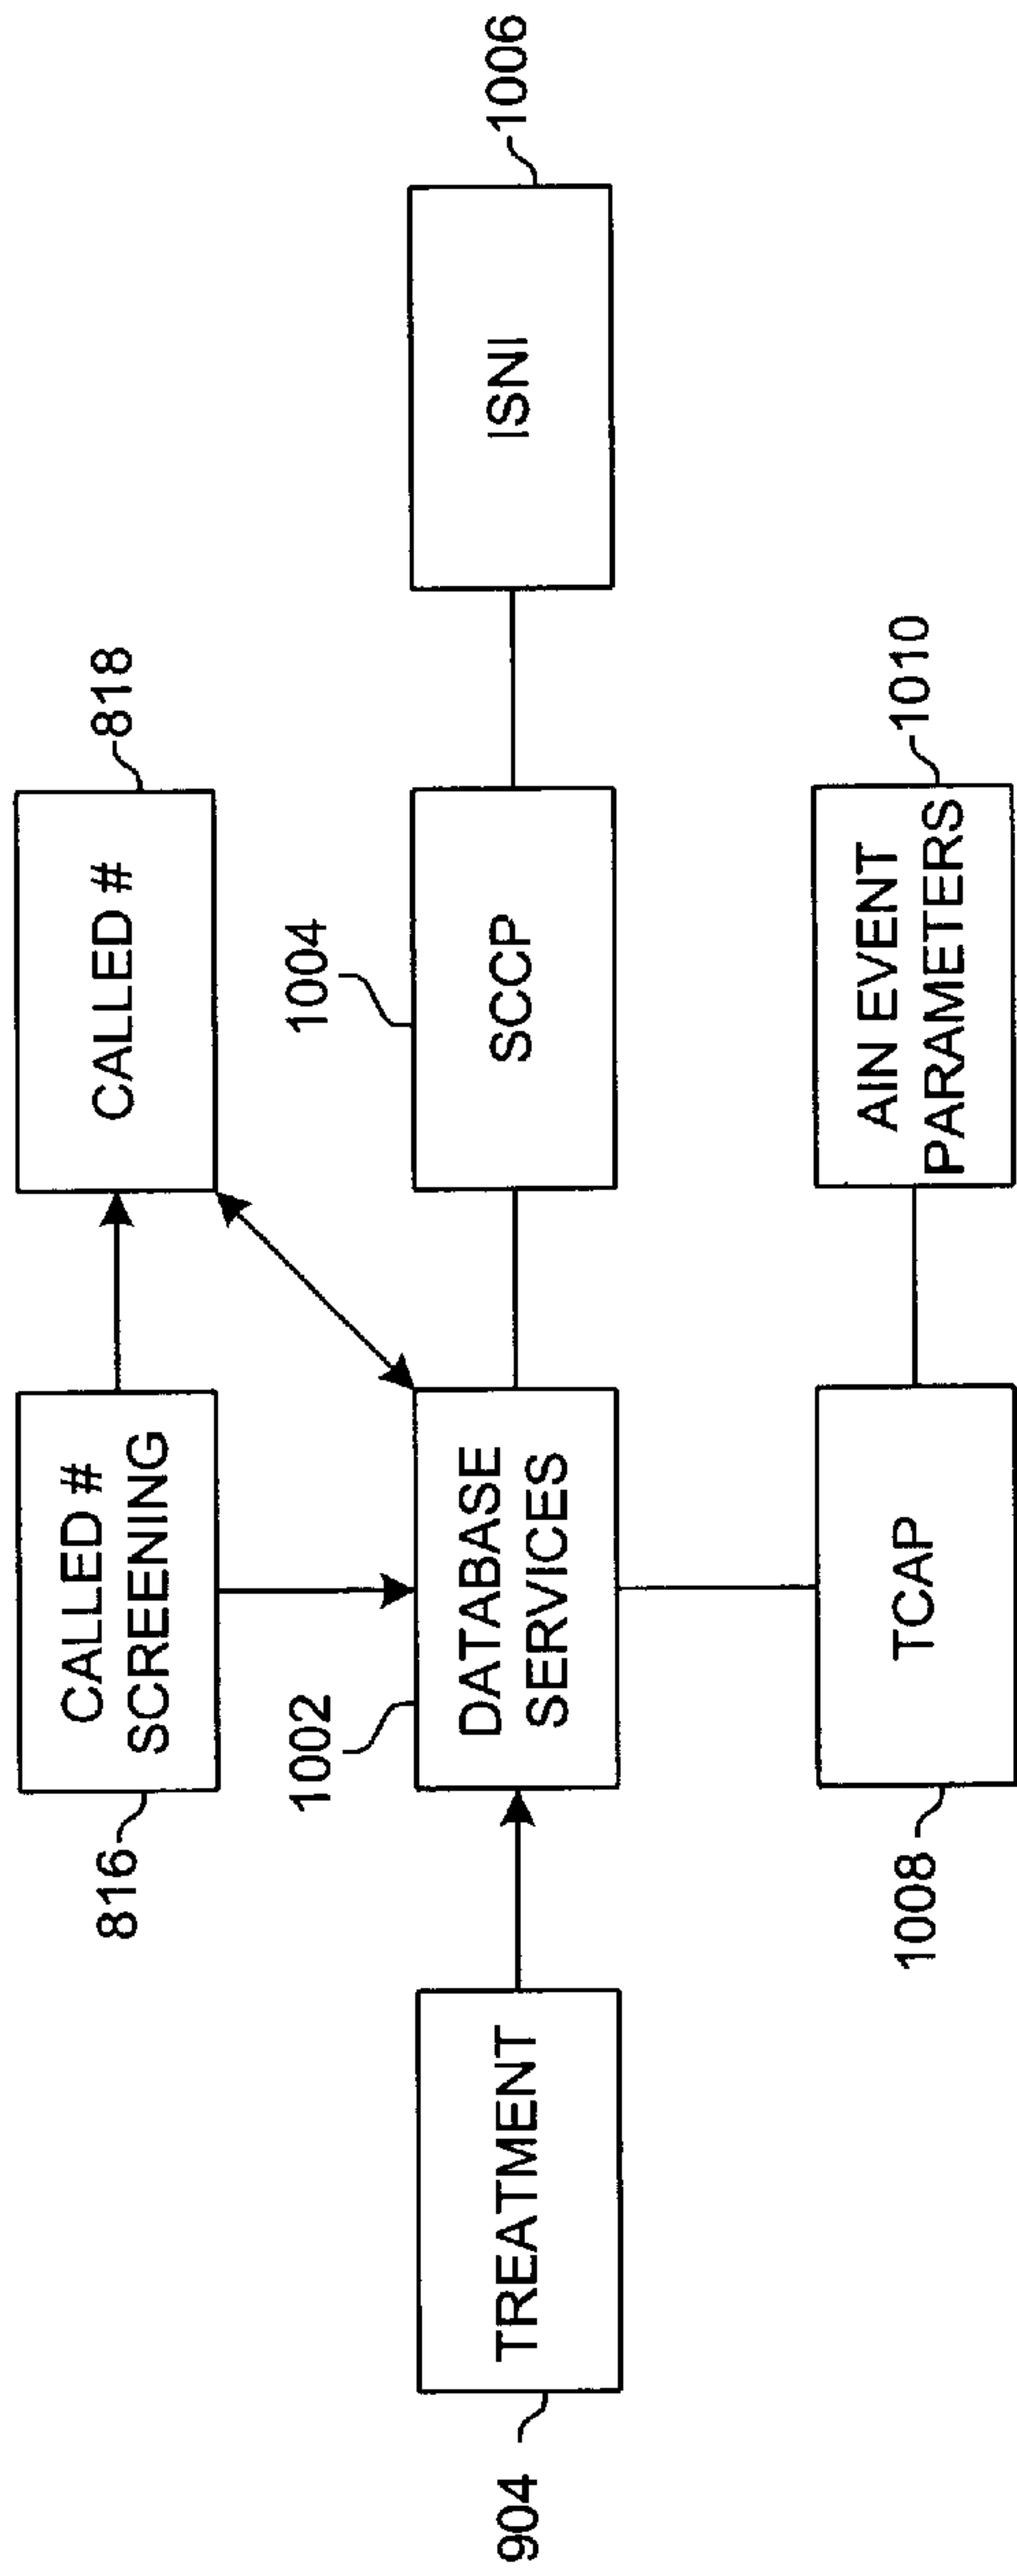 816
CALLED #
SCREENING
818
CALLED #
904
TREATMENT
1002
DATABASE
SERVICES
1004
SCCP
1006
ISNI
1008
TCAP
1010
AIN EVENT
PARAMETERS